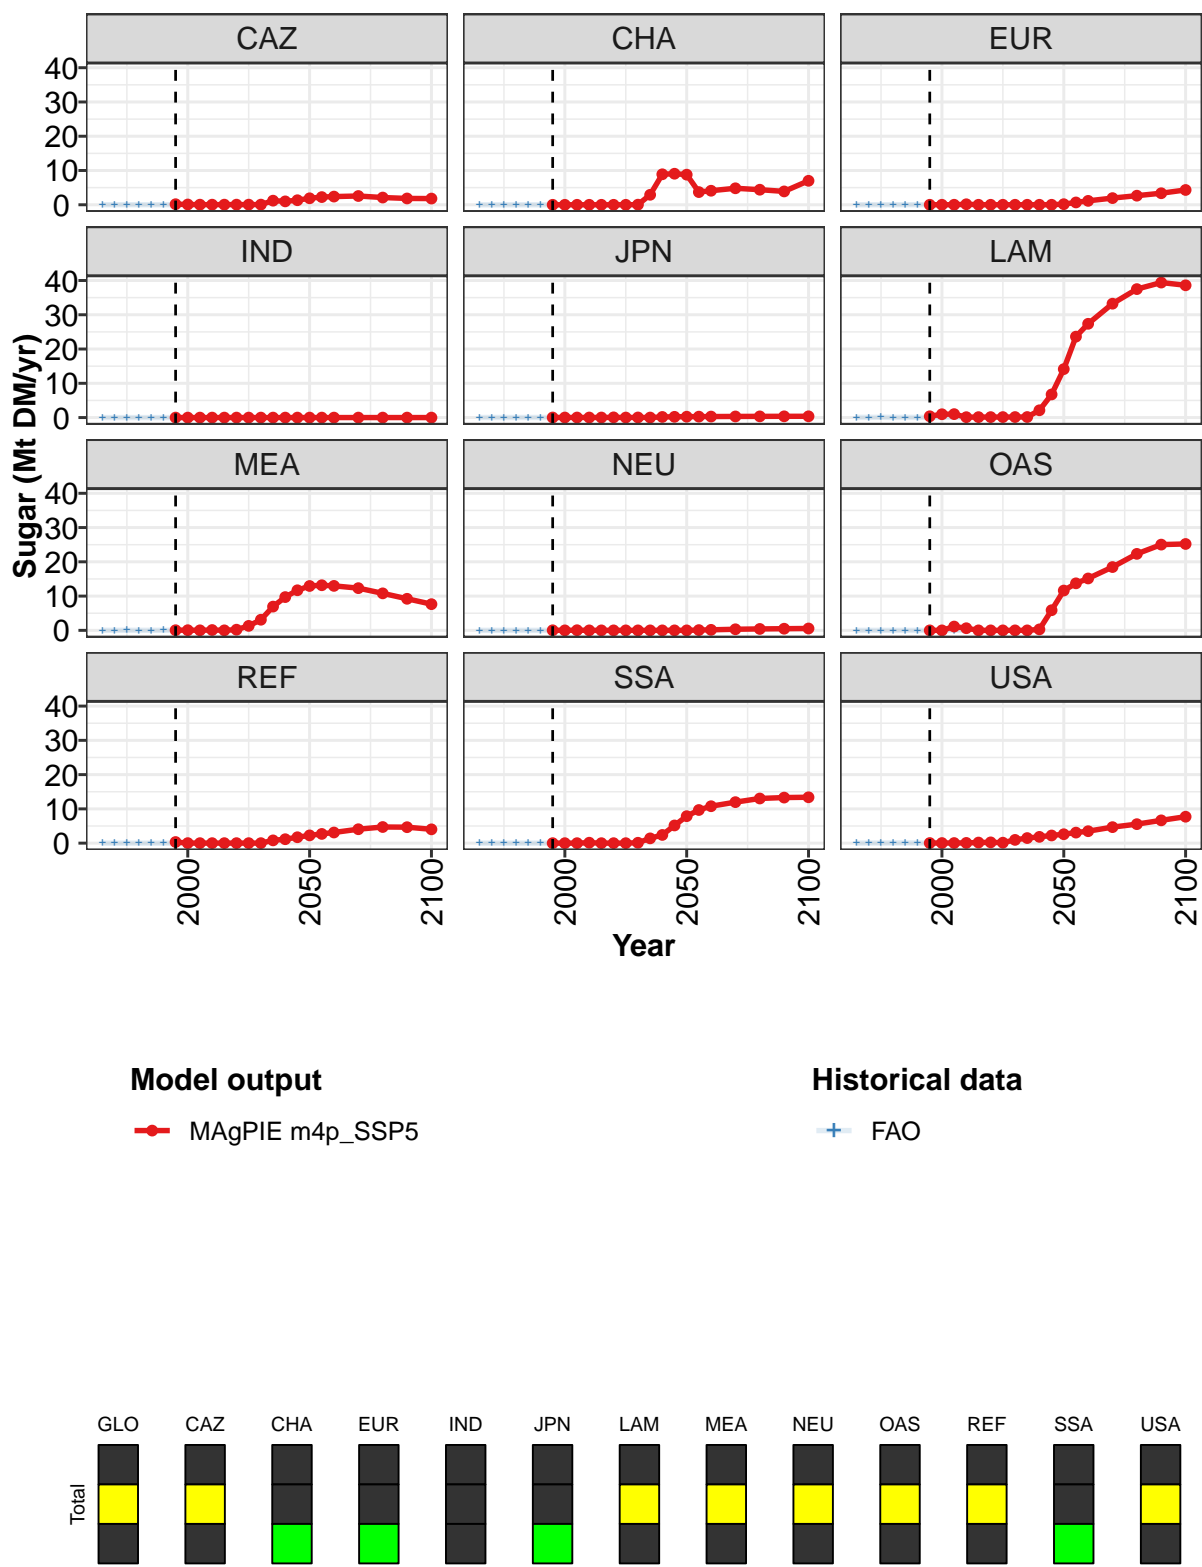 CAZ CHA EUR
40
30
20
10
0
IND JPN LAM
40
30
20
10
0
MEA NEU OAS
40
30
20
10
0
REF SSA USA
40
30
20
10
0
Sugar (Mt DM/yr)
2000 2050 2100 2000 2050 2100 2000 2050 2100
Year
Model output Historical data
MAgPIE m4p_SSP5 FAO
GLO CAZ CHA EUR IND JPN LAM MEA NEU OAS REF SSA USA
Total